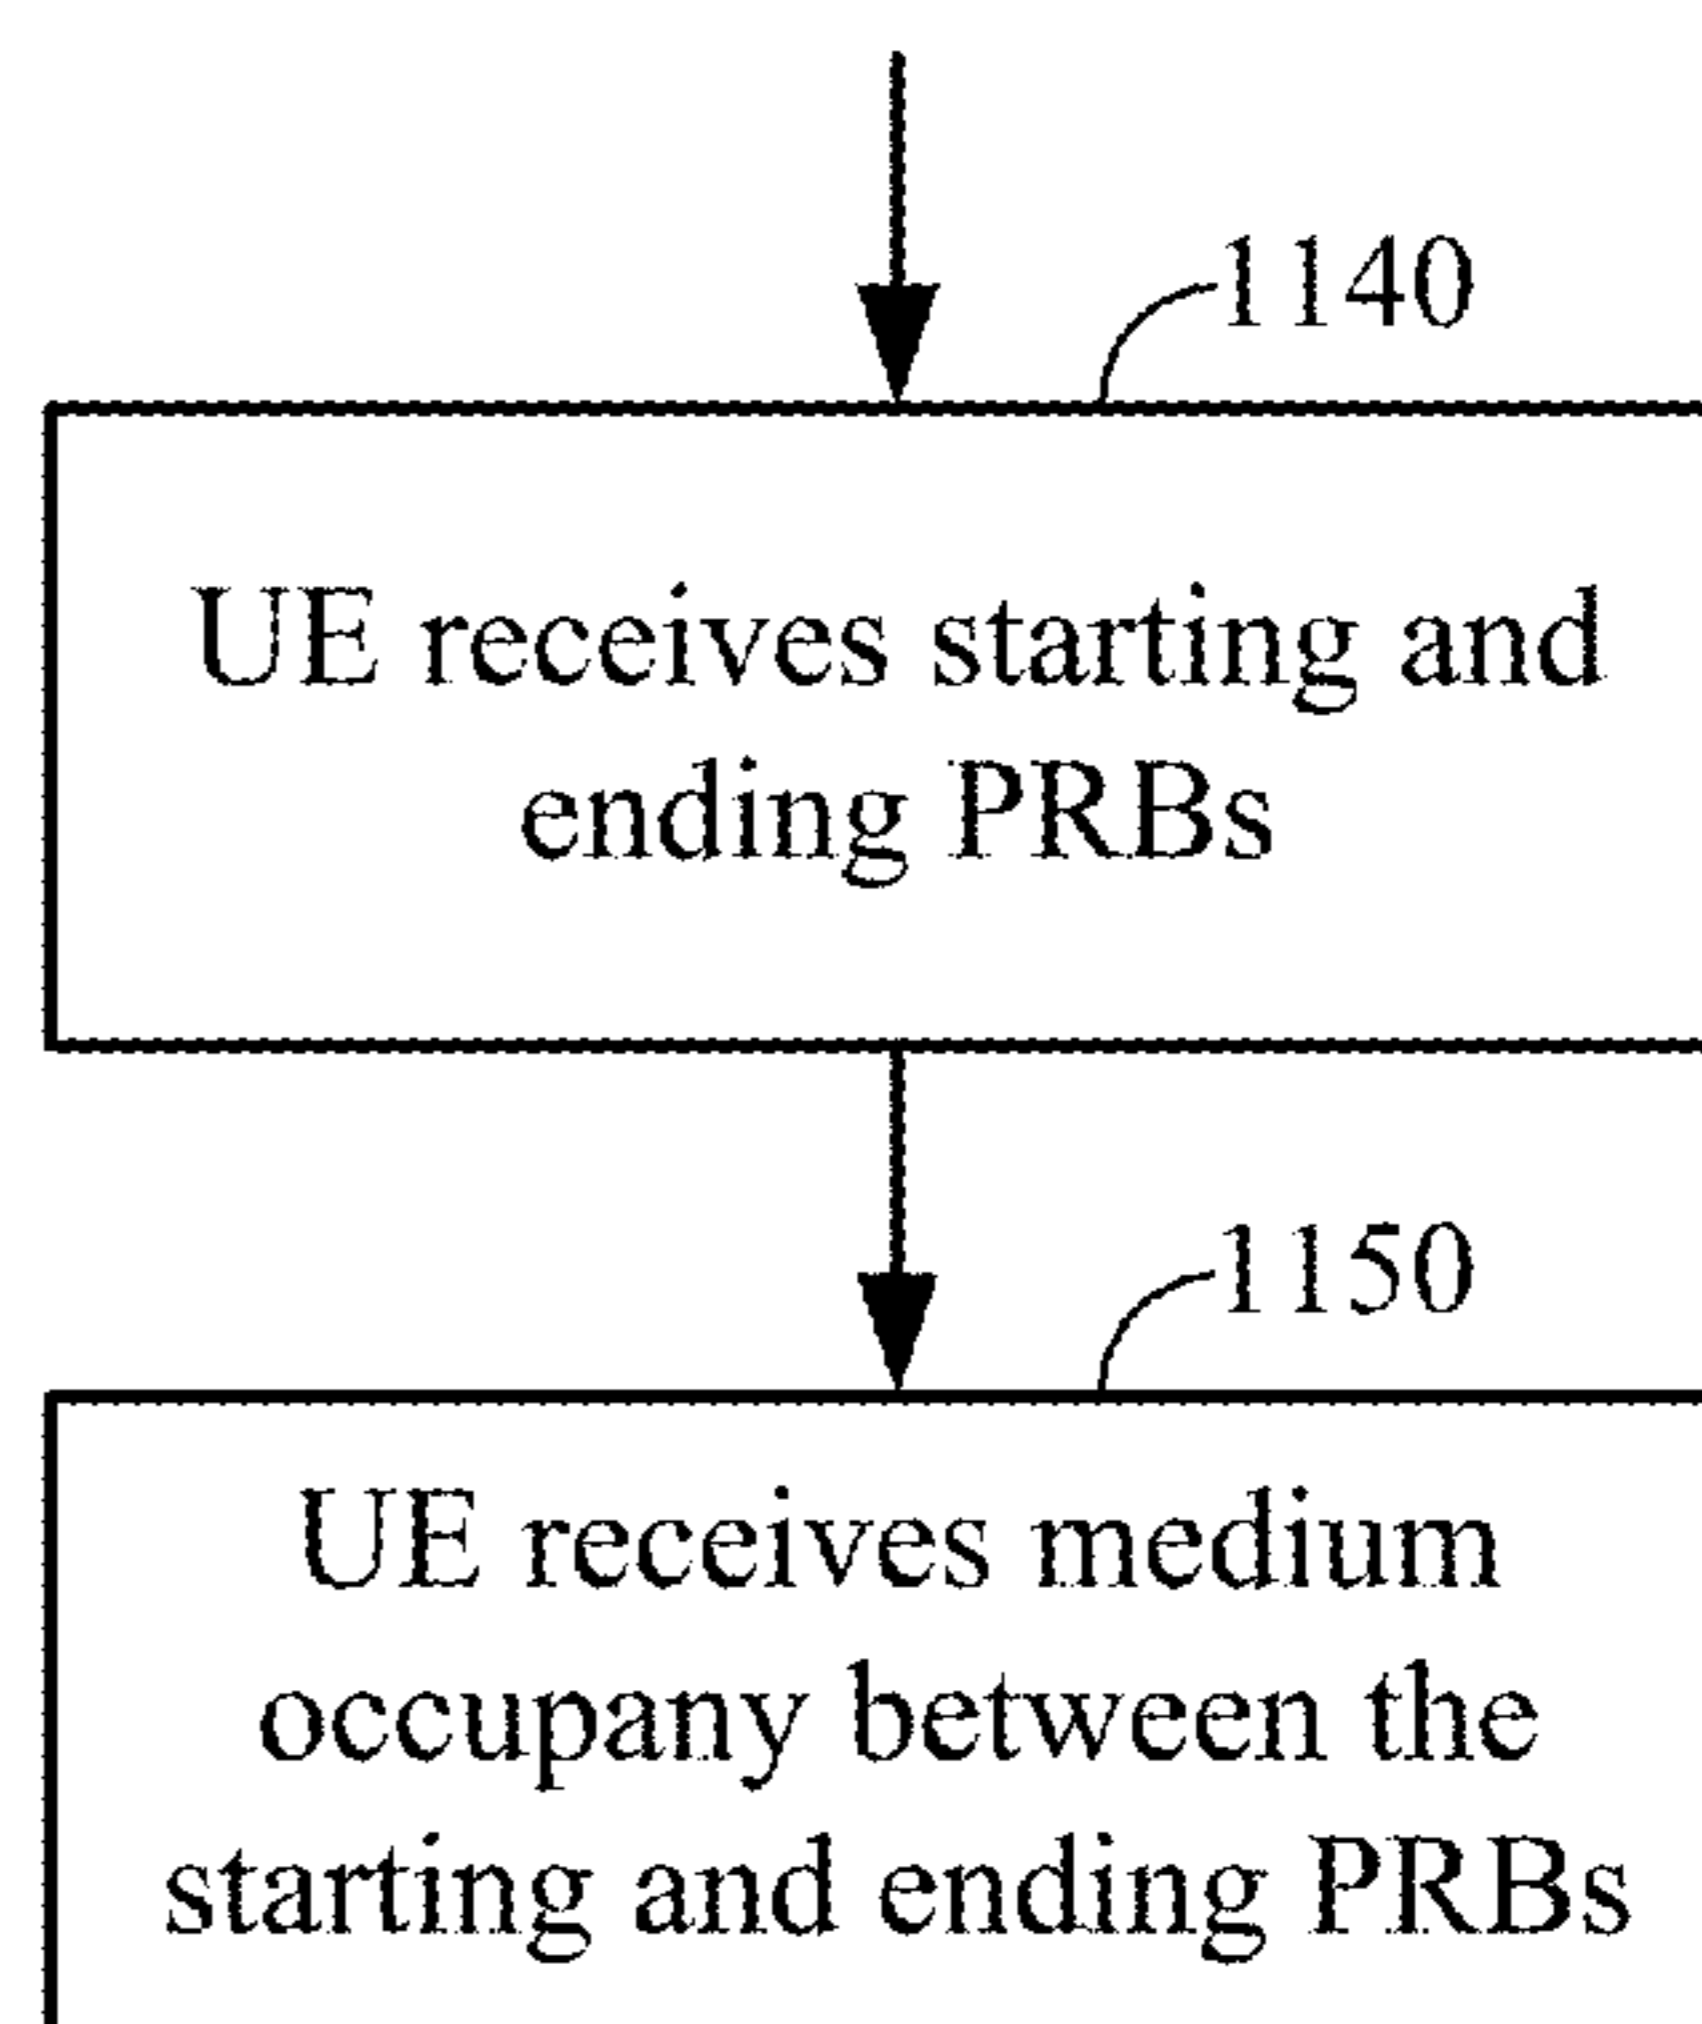 1140
UE receives starting and
ending PRBs
1150
UE receives medium
occupany between the
starting and ending PRBs